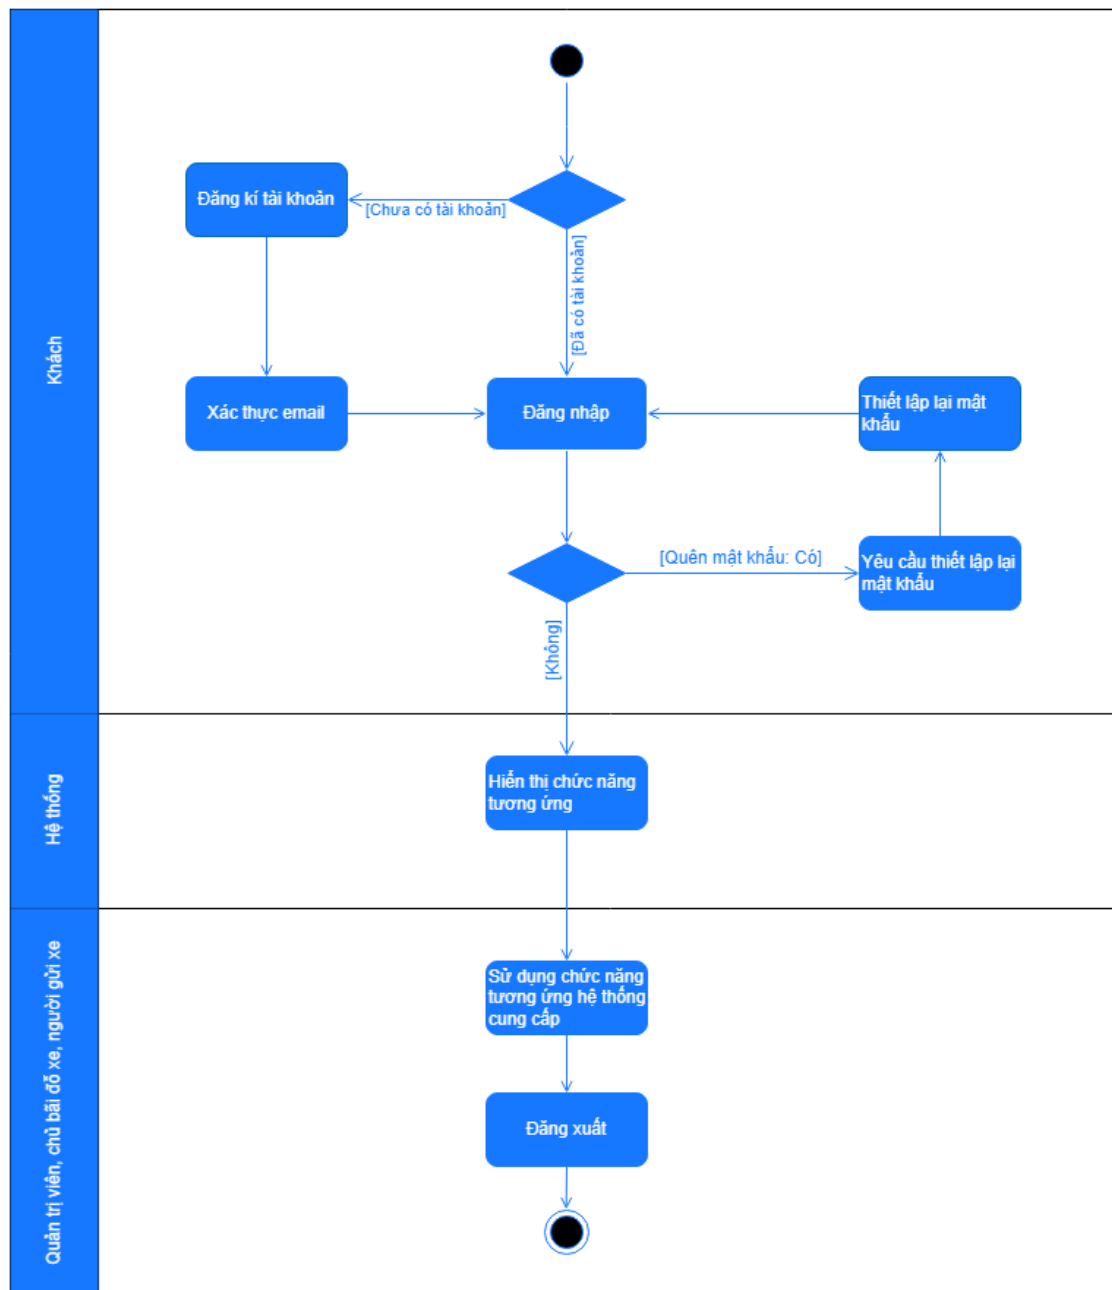 Khách
Đăng kí tài khoản
[Chưa có tài khoản]
[Đã có tài khoản]
Xác thực email
Đăng nhập
Thiết lập lại mật
khẩu
[Quên mật khẩu: Có]
Yêu cầu thiết lập lại
mật khẩu
[Không]
Hệ thống
Hiển thị chức năng
tương ứng
Quản trị viên, chủ bãi đỗ xe, người gửi xe
Sử dụng chức năng
tương ứng hệ thống
cung cấp
Đăng xuất